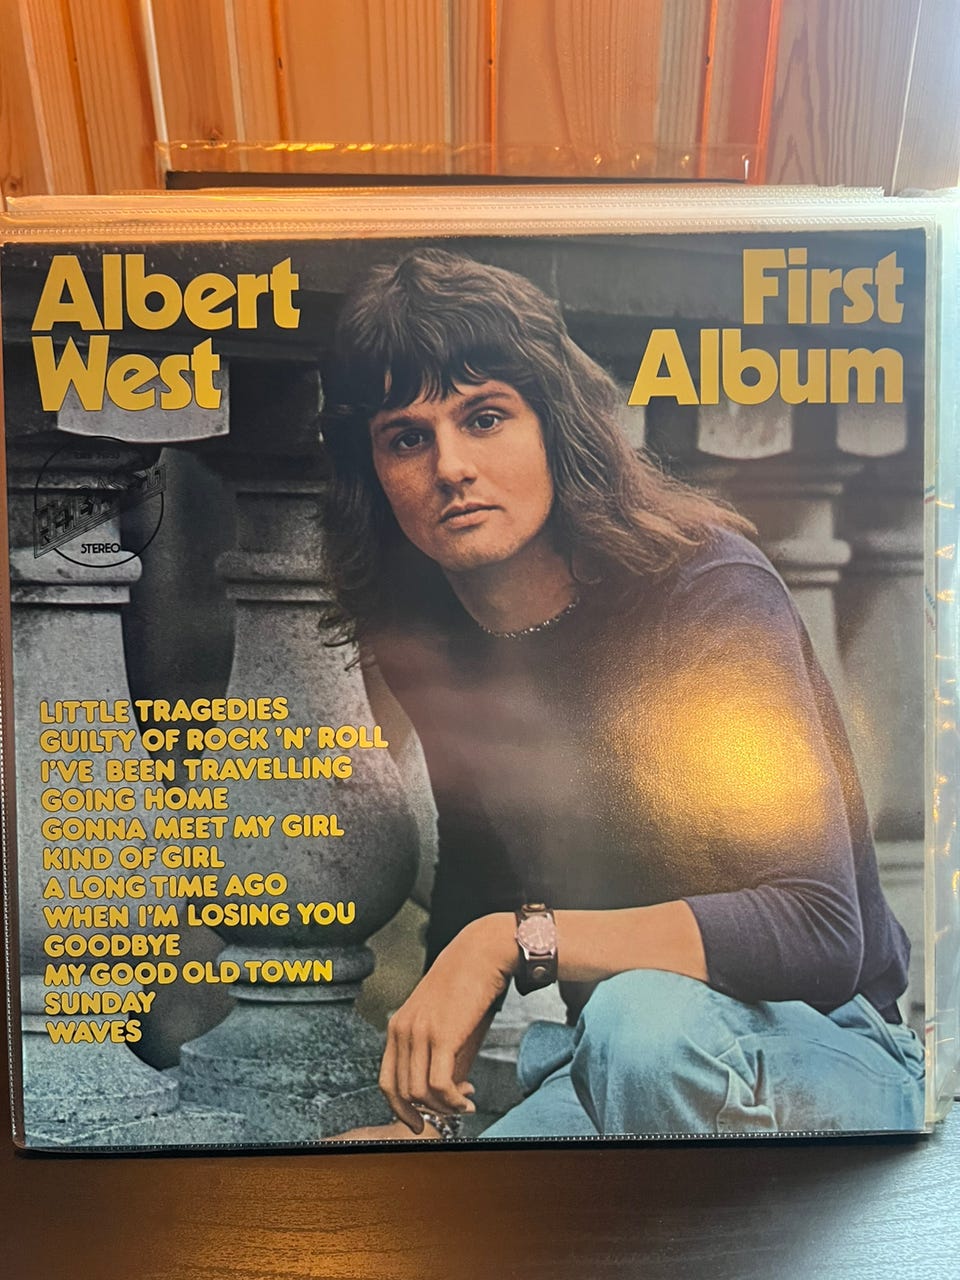 Albert
West
First
Album
STEREO
LITTLE TRAGEDIES
GUILTY OF ROCK 'N' ROLL
I'VE BEEN TRAVELLING
GOING HOME
GONNA MEET MY GIRL
KIND OF GIRL
A LONG TIME AGO
WHEN I'M LOSING YOU
GOODBYE
MY GOOD OLD TOWN
SUNDAY
WAVES